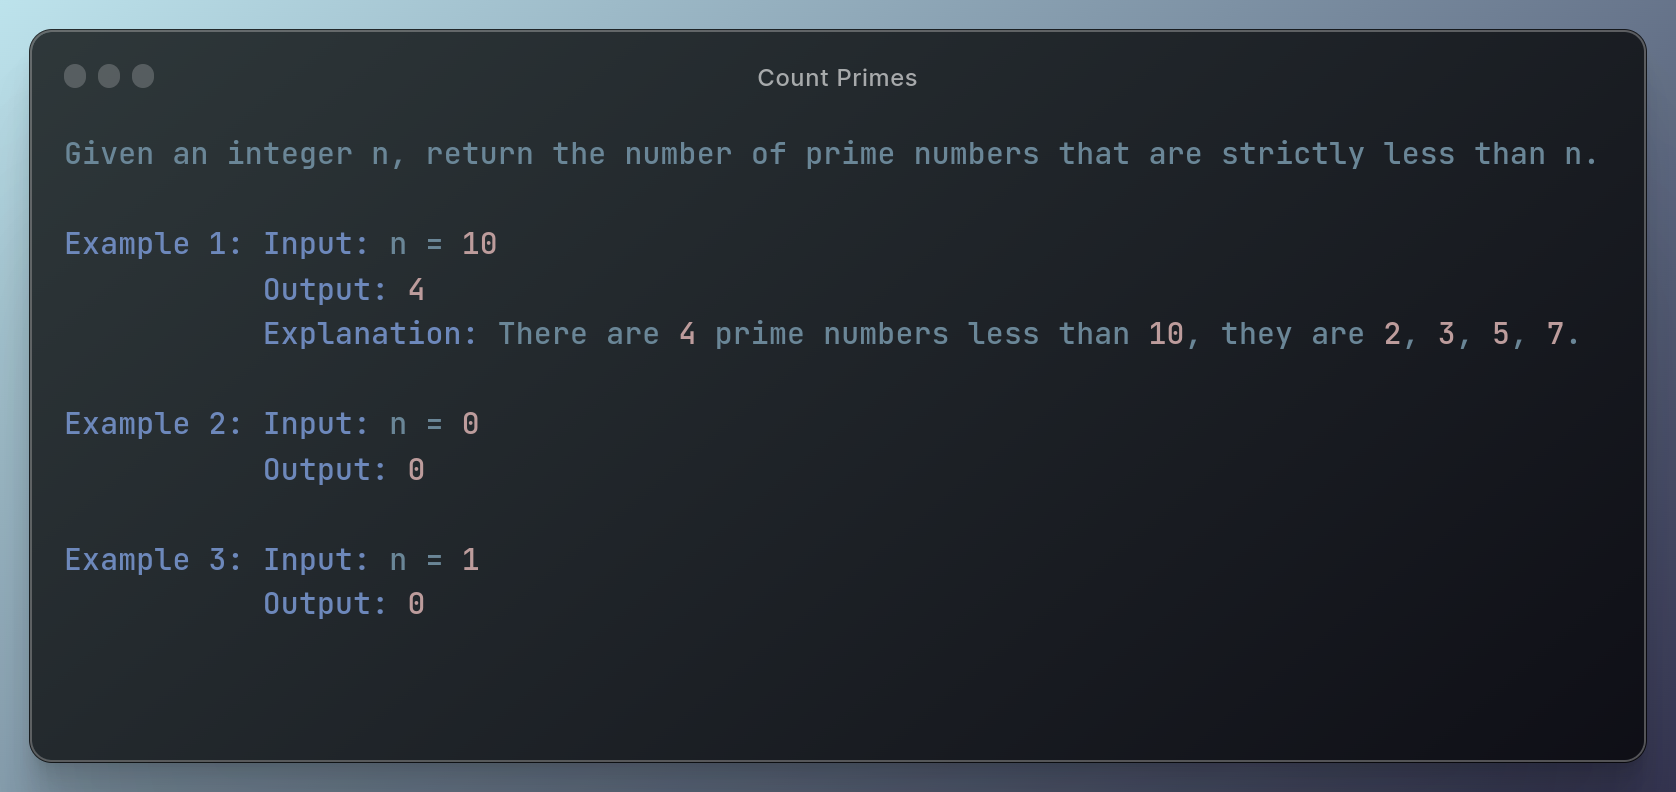 Count Primes
Given an integer n, return the number of prime numbers that are strictly less than n.
Example 1: Input: n = 10
Output: 4
Explanation: There are 4 prime numbers less than 10, they are 2, 3, 5, 7.
Example 2: Input: n = 0
Output: 0
Example 3: Input: n = 1
Output: 0